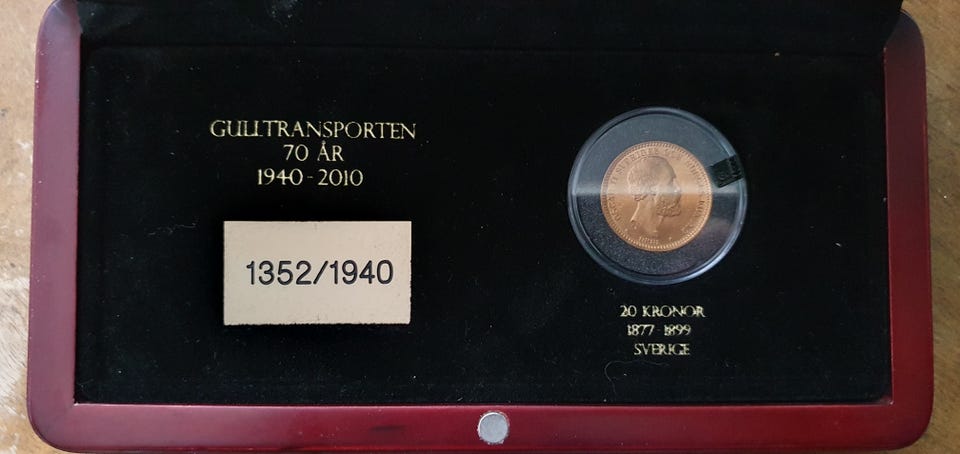 GULLTRANSPORTEN
70 ÅR
1940 - 2010
1352/1940
20 KRONOR
1877 - 1899
SVERIGE